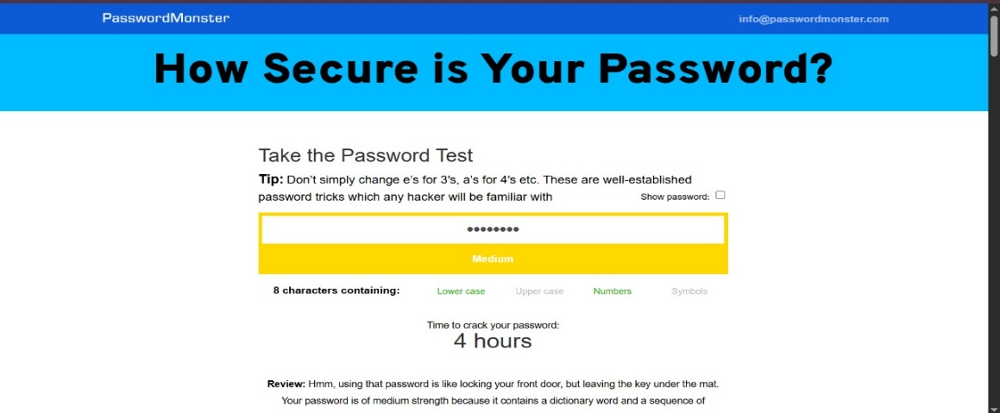 PasswordMonster
info@passwordmonster.com
How Secure is Your Password?
Take the Password Test
Tip: Don't simply change e's for 3's, a's for 4's etc. These are well-established
password tricks which any hacker will be familiar with
Show password:
••••••••
Medium
8 characters containing: Lower case Upper case Numbers Symbols
Time to crack your password:
4 hours
Review: Hmm, using that password is like locking your front door, but leaving the key under the mat.
Your password is of medium strength because it contains a dictionary word and a sequence of